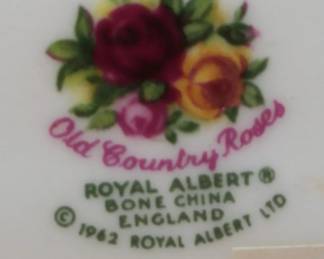 Old Country Roses
ROYAL ALBERT®
BONE CHINA
ENGLAND
© 1962 ROYAL ALBERT LTD